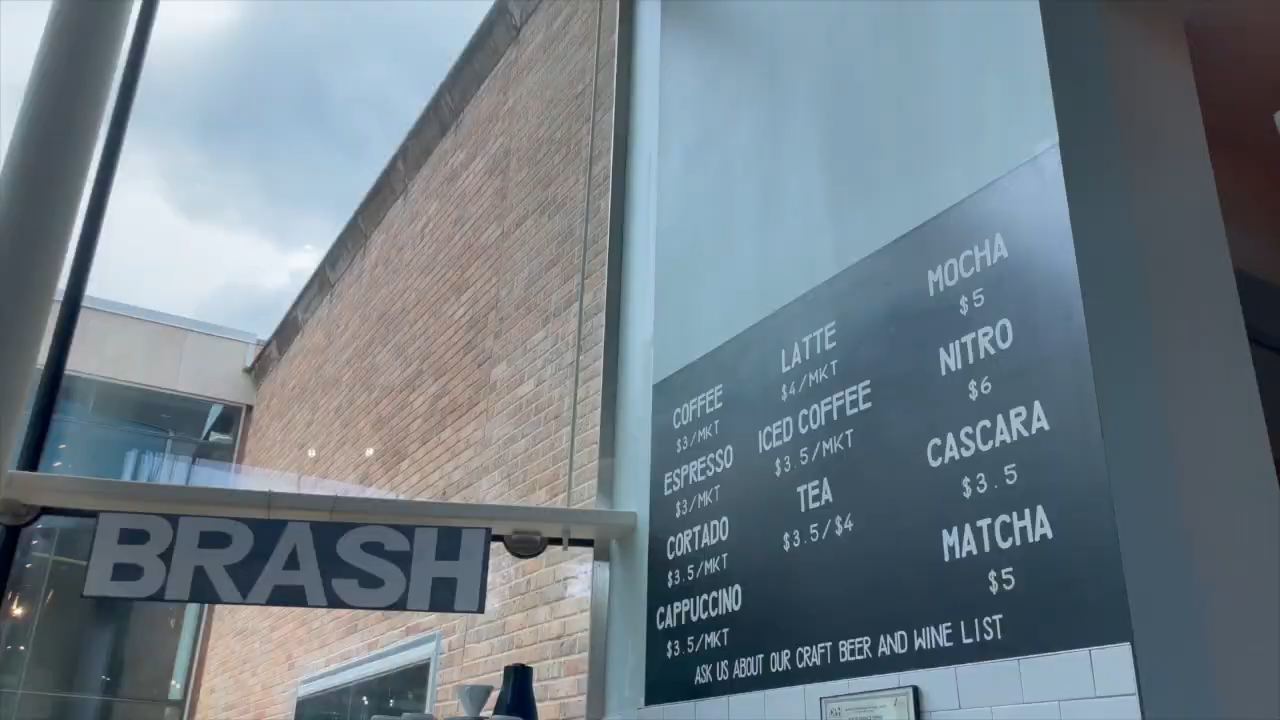 BRASH
COFFEE
$3/MKT
ESPRESSO
$3/MKT
CORTADO
$3.5/MKT
CAPPUCCINO
$3.5/MKT
LATTE
$4/MKT
ICED COFFEE
$3.5/MKT
TEA
$3.5/$4
MOCHA
$5
NITRO
$6
CASCARA
$3.5
MATCHA
$5
ASK US ABOUT OUR CRAFT BEER AND WINE LIST